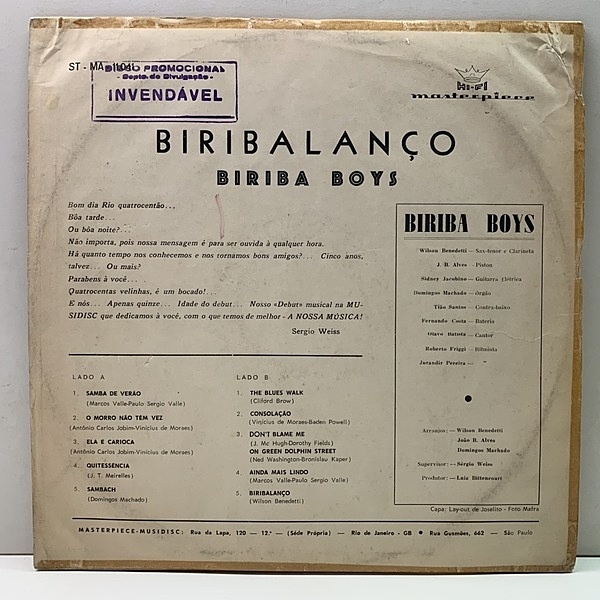 ST - MA-11.011
DISCO PROMOCIONAL
- Depto. de Divulgação -
INVENDÁVEL
HI-FI
masterpiece
BIRIBALANÇO
BIRIBA BOYS
Bom dia Rio quatrocentão...
Bôa tarde...
Ou bôa noite?...
Não importa, pois nossa mensagem é para ser ouvida à qualquer hora.
Há quanto tempo nos conhecemos e nos tornamos bons amigos?... Cinco anos,
talvez... Ou mais?
Parabens à você...
Quatrocentas velinhas, é um bocado!...
E nós... Apenas quinze... Idade do debut... Nosso «Debut» musical na MU-
SIDISC que dedicamos à você, com o que temos de melhor - A NOSSA MÚSICA!
Sergio Weiss
LADO A
1. SAMBA DE VERÃO
(Marcos Valle-Paulo Sergio Valle)
2. O MORRO NÃO TEM VEZ
(Antônio Carlos Jobim-Vinícius de Moraes)
3. ELA É CARIOCA
(Antônio Carlos Jobim-Vinícius de Moraes)
4. QUITESSÊNCIA
(J. T. Meirelles)
5. SAMBACH
(Domingos Machado)
LADO B
1. THE BLUES WALK
(Cliford Brow)
2. CONSOLAÇÃO
(Vinícius de Moraes-Baden Powell)
3. DON'T BLAME ME
(J. Mc Hugh-Dorothy Fields)
ON GREEN DOLPHIN STREET
(Ned Washington-Bronislau Kaper)
4. AINDA MAIS LINDO
(Marcos Valle-Paulo Sergio Valle)
5. BIRIBALANÇO
(Wilson Benedetti)
BIRIBA BOYS
Wilson Benedetti — Sax-tenor e Clarineta
J. B. Alves — Piston
Sidney Jacobino — Guitarra Elétrica
Domingos Machado — Orgão
Tião Santos — Contra-baixo
Fernando Costa — Bateria
Olavo Batista — Cantor
Roberto Friggi — Ritmista
Jurandir Pereira —
Arranjos: — Wilson Benedetti
João B. Alves
Domingos Machado
Supervisor: — Sérgio Weiss
Produtor: — Luiz Bittencourt
Capa: Lay-out de Joselito - Foto Mafra
MASTERPIECE-MUSIDISC: Rua da Lapa, 120 — 12.º — (Séde Própria) — Rio de Janeiro - GB ● Rua Gusmões, 662 — São Paulo